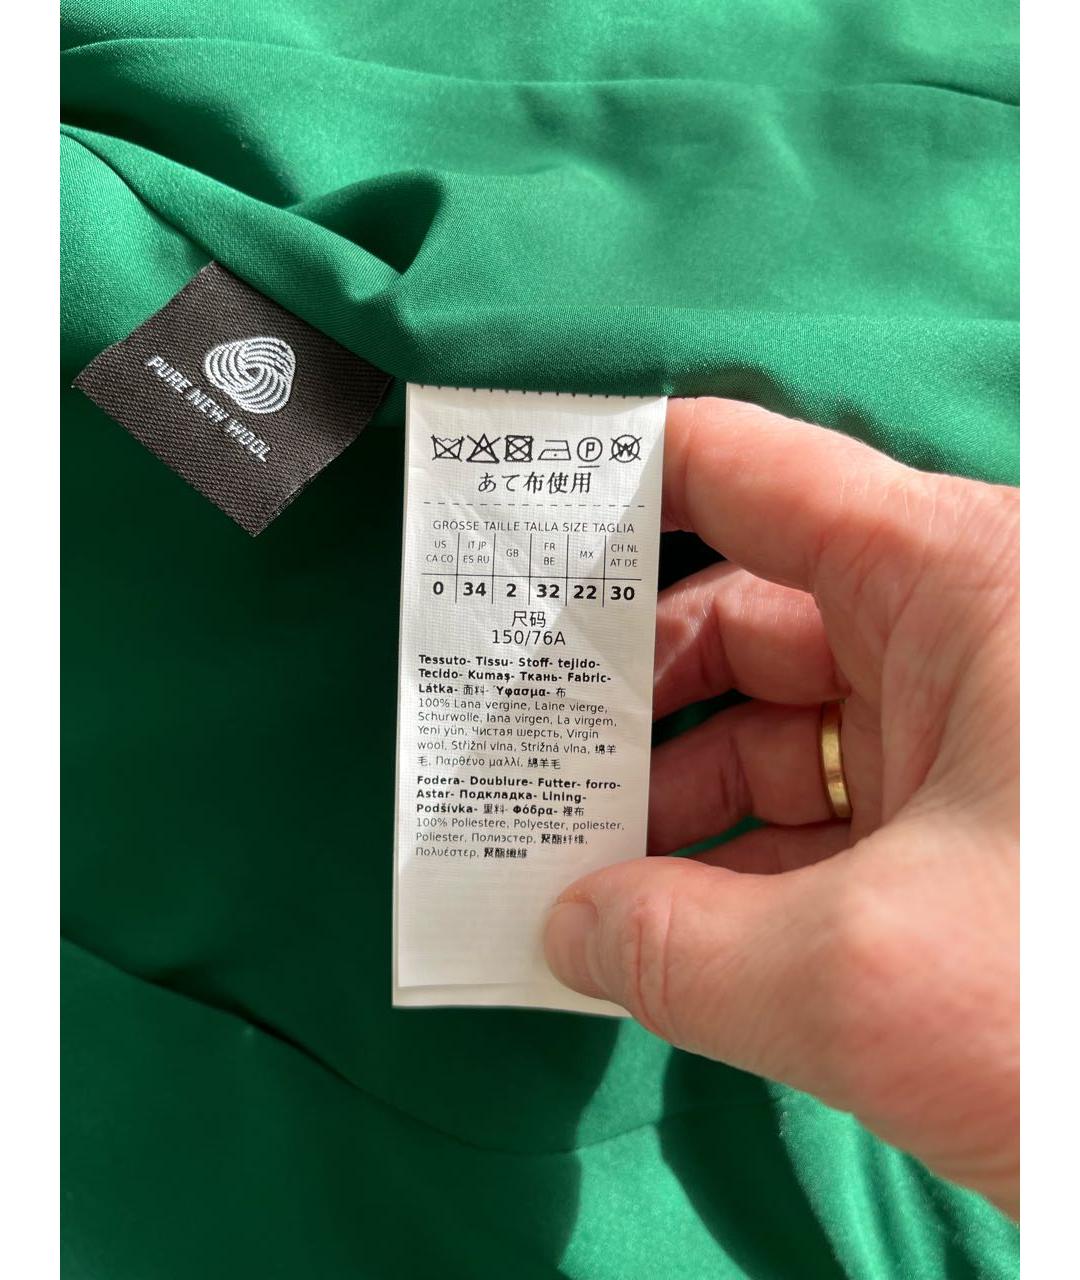 PURE NEW WOOL
P W
あて布使用
GRÖSSE TAILLE TALLA SIZE TAGLIA
US CA CO IT JP ES RU GB FR BE MX CH NL AT DE
0 34 2 32 22 30
尺码
150/76A
Tessuto- Tissu- Stoff- tejido-
Tecido- Kumaş- Ткань- Fabric-
Látka- 面料- Ύφασμα- 布
100% Lana vergine, Laine vierge,
Schurwolle, lana virgen, La virgem,
Yeni yün, Чистая шерсть, Virgin
wool, Střižní vlna, Strižná vlna, 绵羊
毛, Παρθένο μαλλί, 綿羊毛
Fodera- Doublure- Futter- forro-
Astar- Подкладка- Lining-
Podšívka- 里料- Φόδρα- 裡布
100% Poliestere, Polyester, poliester,
Poliester, Полиэстер, 聚酯纤维,
Πολυέστερ, 聚酯纖維